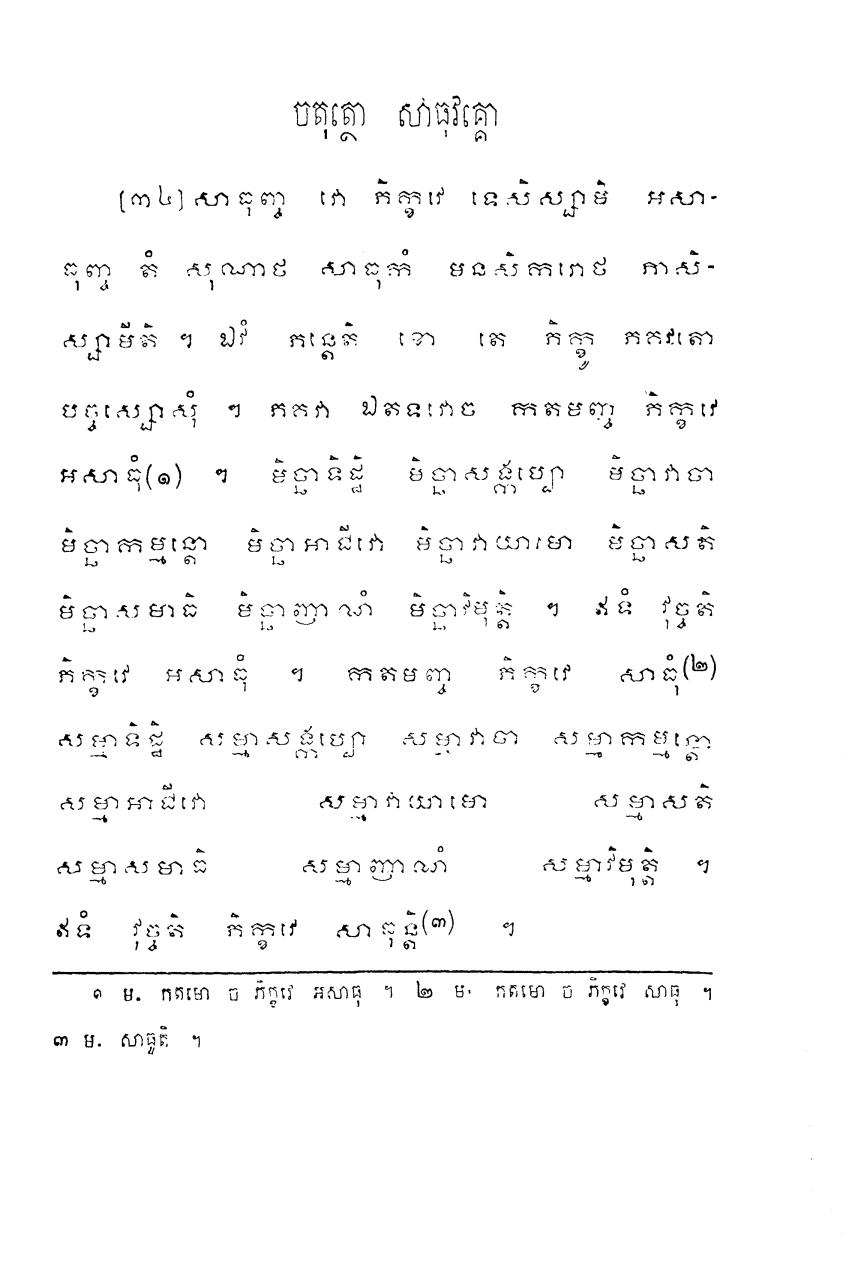 ចតុត្ថោ សាធុវគ្គោ
[៣៤] សាធុញ្ច វោ ភិក្ខវេ ទេសិស្សាមិ អសា-
ធុញ្ច តំ សុណាថ សាធុកំ មនសិករោថ ភាសិ-
ស្សាមីតិ ។ ឯវំ ភន្តេតិ ខោ តេ ភិក្ខូ ភគវតោ
បច្ចស្សោសុំ ។ ភគវា ឯតទវោច កតមញ្ច ភិក្ខវេ
អសាធុំ(១) ។ មិច្ឆាទិដ្ឋិ មិច្ឆាសង្កប្បោ មិច្ឆាវាចា
មិច្ឆាកម្មន្តោ មិច្ឆាអាជីវោ មិច្ឆាវាយាមោ មិច្ឆាសតិ
មិច្ឆាសមាធិ មិច្ឆាញាណំ មិច្ឆាវិមុត្តិ ។ ឥទំ វុច្ចតិ
ភិក្ខវេ អសាធុំ ។ កតមញ្ច ភិក្ខវេ សាធុំ(២)
សម្មាទិដ្ឋិ សម្មាសង្កប្បោ សម្មាវាចា សម្មាកម្មន្តោ
សម្មាអាជីវោ សម្មាវាយាមោ សម្មាសតិ
សម្មាសមាធិ សម្មាញាណំ សម្មាវិមុត្តិ ។
ឥទំ វុច្ចតិ ភិក្ខវេ សាធុន្តិ(៣) ។
១ ម. កតមោ ច ភិក្ខវេ អសាធុ ។ ២ ម. កតមោ ច ភិក្ខវេ សាធុ ។
៣ ម. សាធូតិ ។